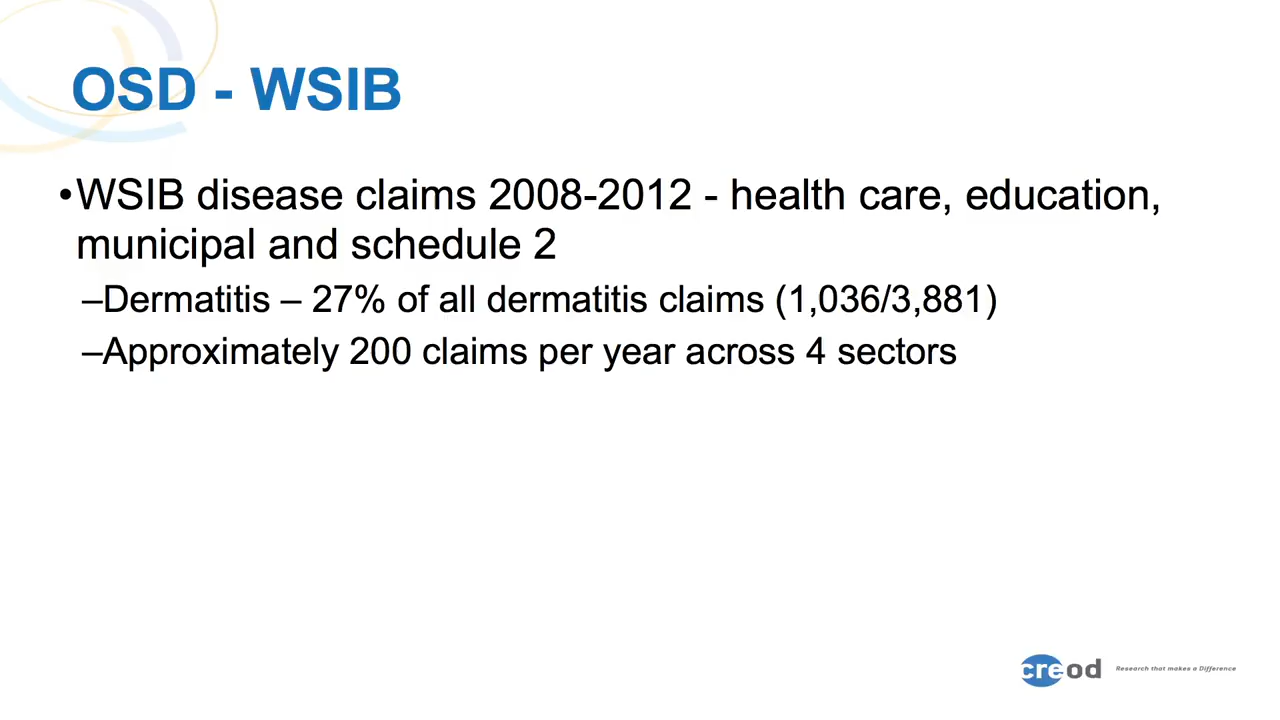 OSD - WSIB
•WSIB disease claims 2008-2012 - health care, education,
municipal and schedule 2
–Dermatitis – 27% of all dermatitis claims (1,036/3,881)
–Approximately 200 claims per year across 4 sectors
creod Research that makes a Difference